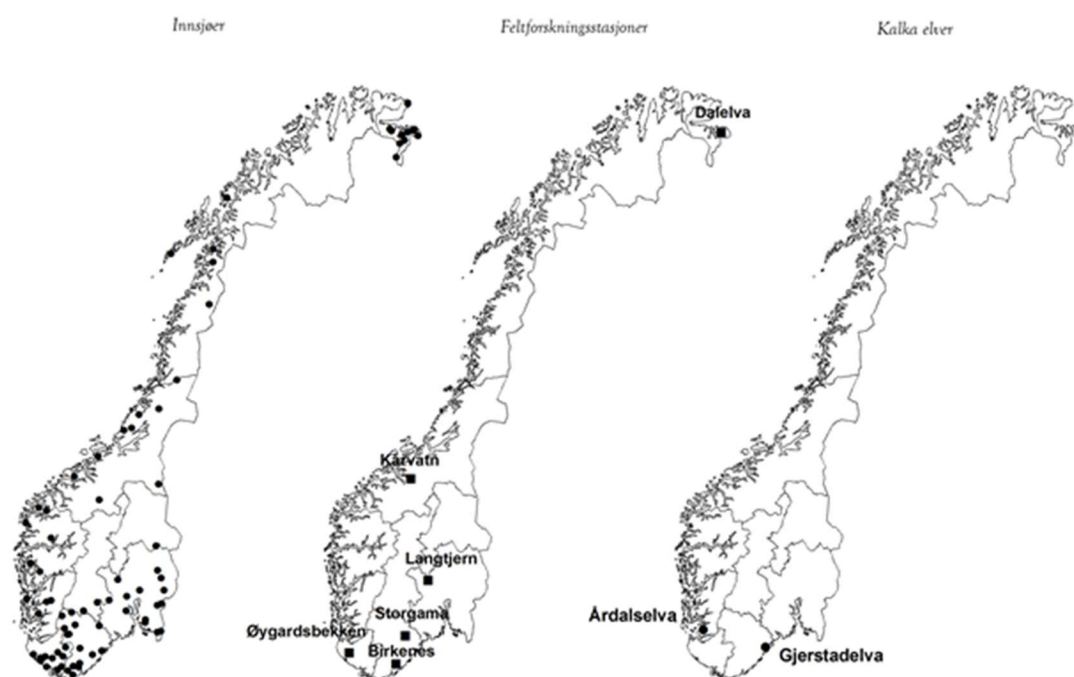 Innsjøer
Feltforskningsstasjoner
Kalka elver
Dalelva
Kårvatn
Langtjern
Storgama
Øygardsbekken
Birkenes
Årdalselva
Gjerstadelva